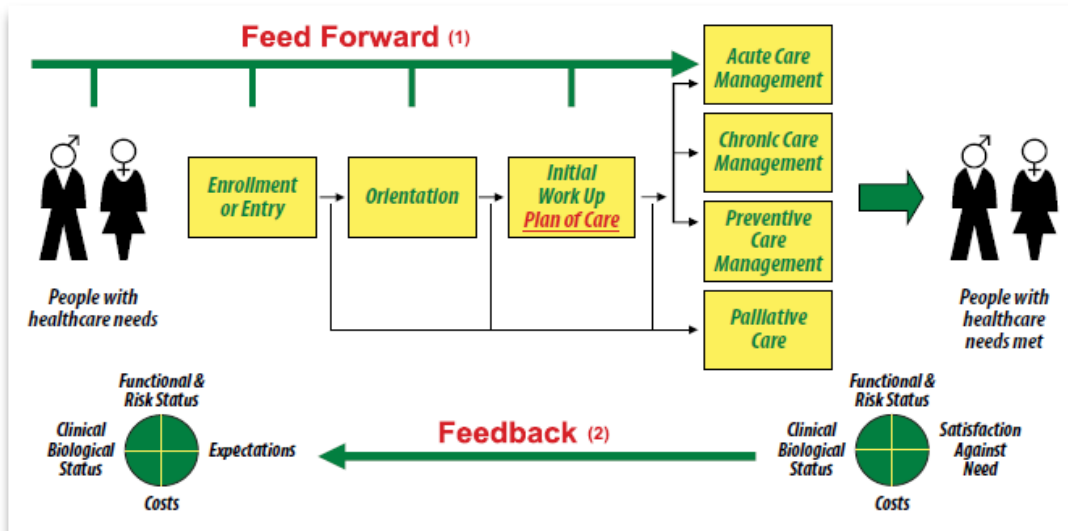 Feed Forward (1)
Acute Care
Management
Chronic Care
Management
Enrollment
or Entry
Orientation
Initial
Work Up
Plan of Care
Preventive
Care
Management
Palliative
Care
People with
healthcare needs
People with
healthcare
needs met
Functional &
Risk Status
Clinical
Biological
Status
Expectations
Costs
Feedback (2)
Functional &
Risk Status
Clinical
Biological
Status
Satisfaction
Against
Need
Costs